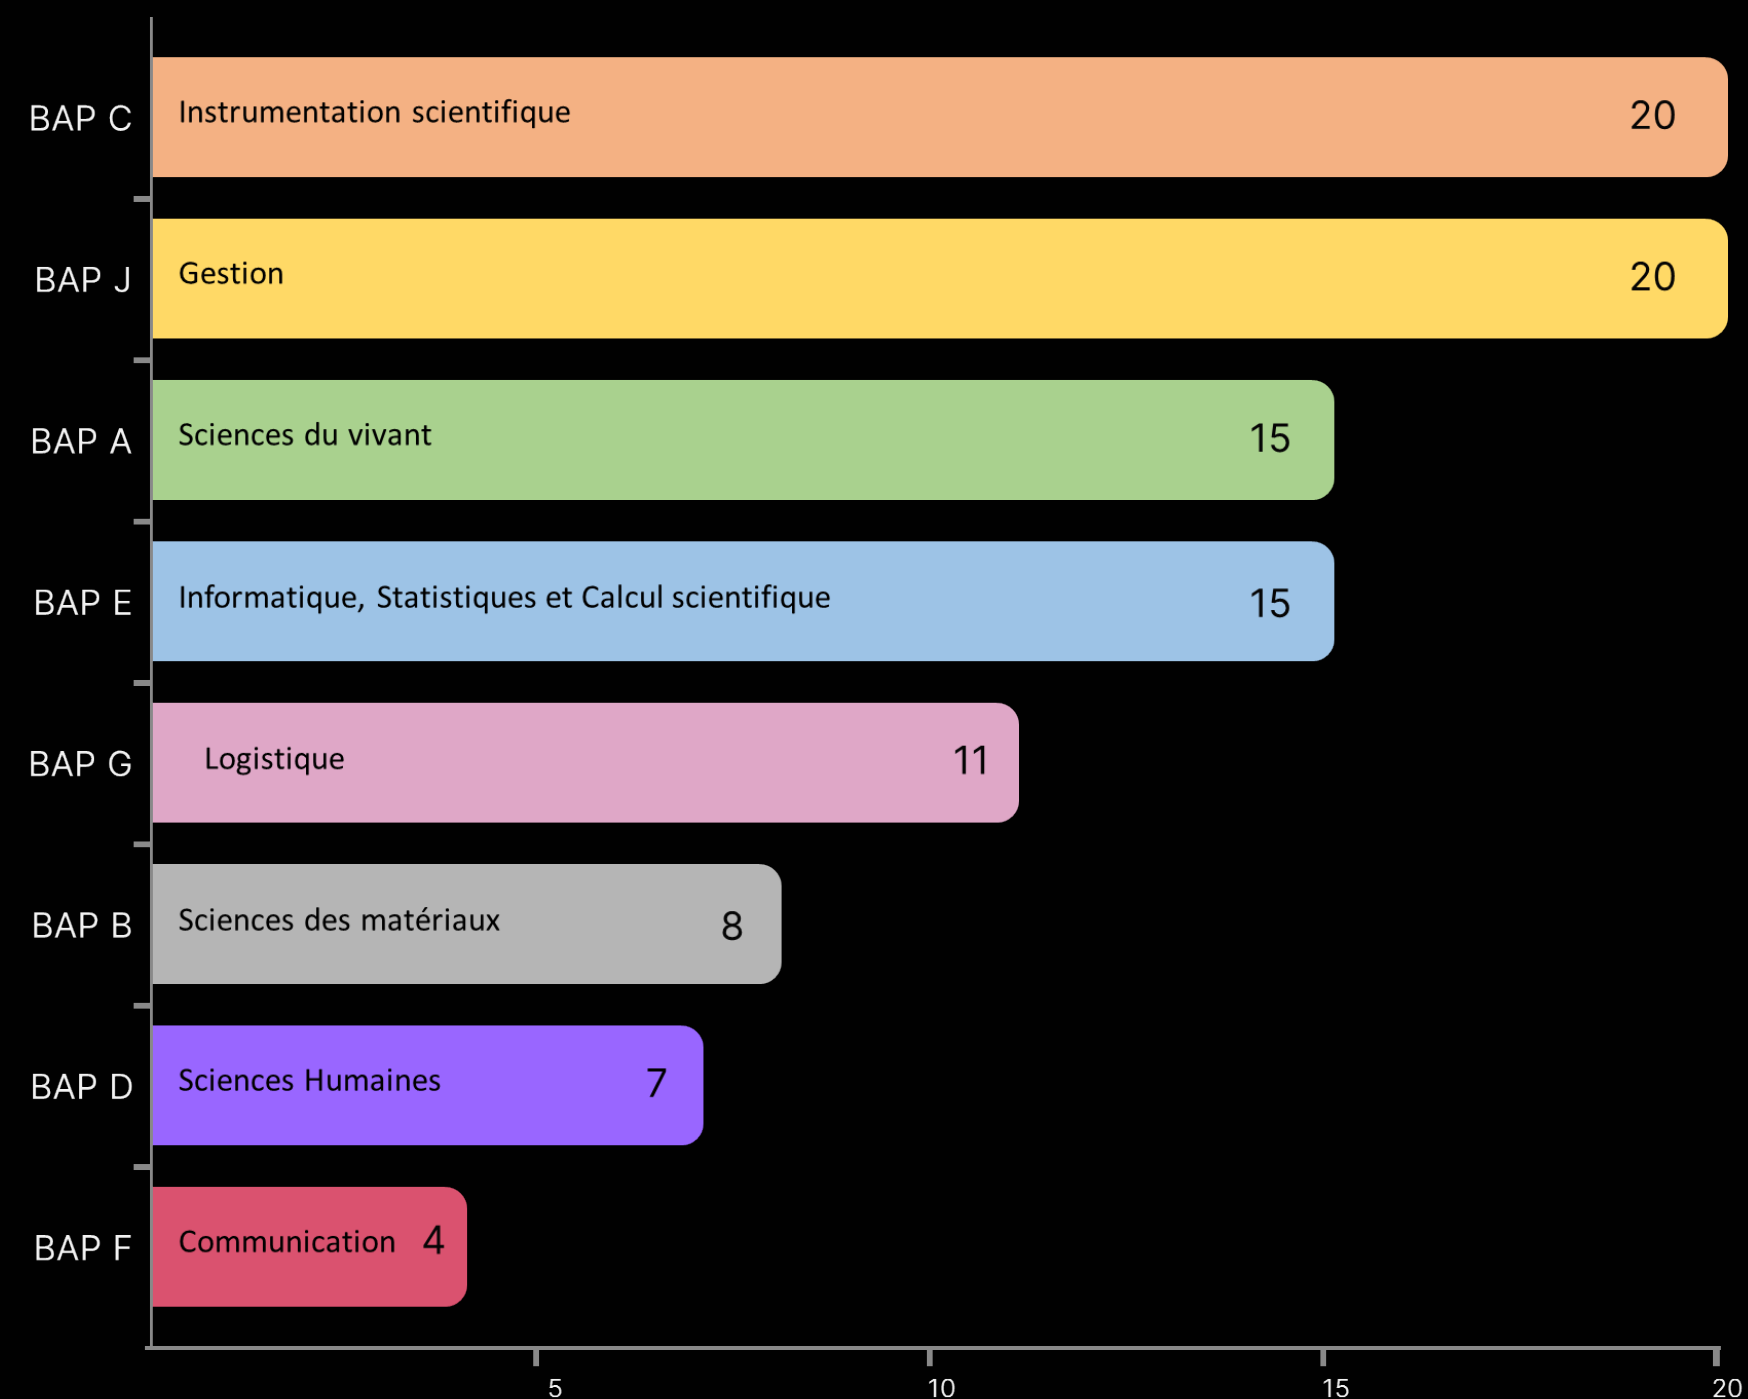 BAP C Instrumentation scientifique 20
BAP J Gestion 20
BAP A Sciences du vivant 15
BAP E Informatique, Statistiques et Calcul scientifique 15
BAP G Logistique 11
BAP B Sciences des matériaux 8
BAP D Sciences Humaines 7
BAP F Communication 4
5 10 15 20